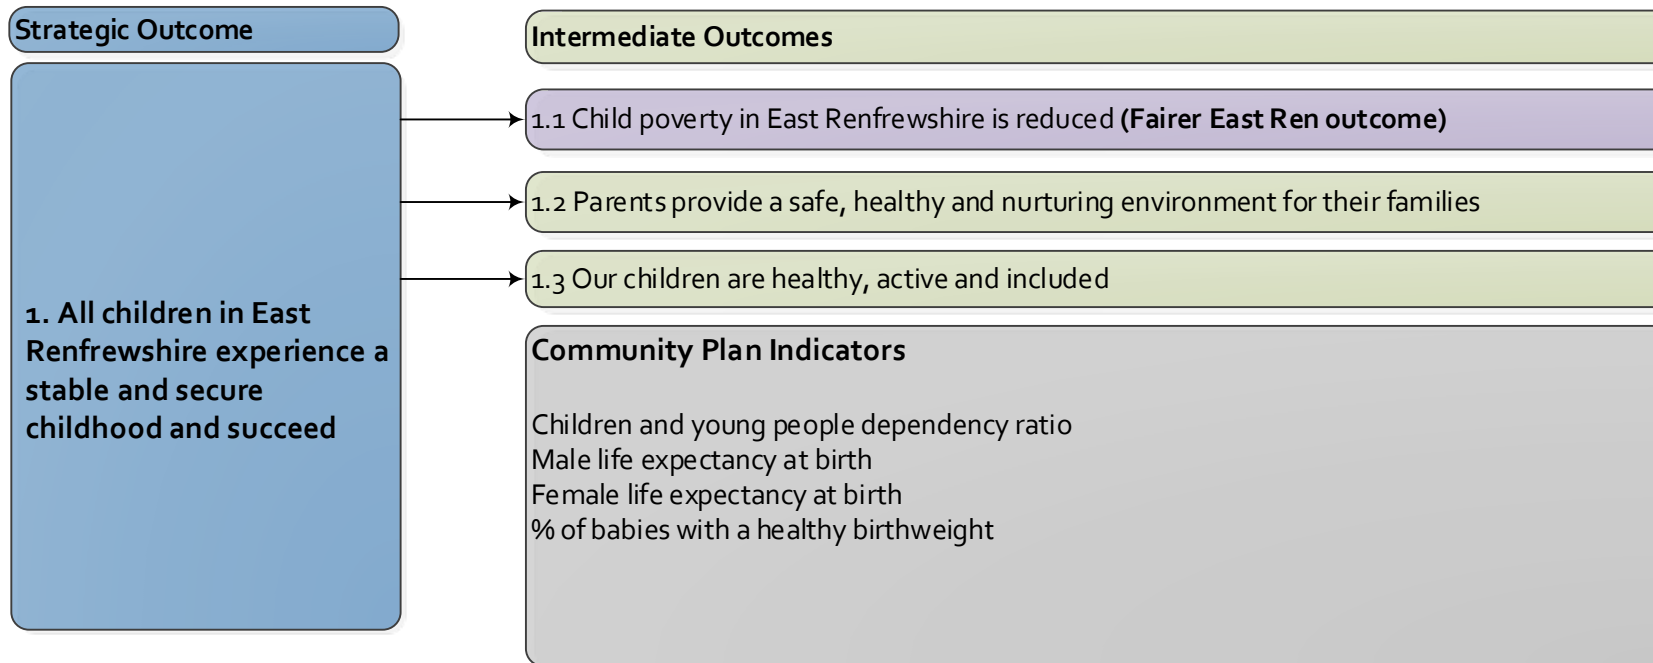 Strategic Outcome
1. All children in East
Renfrewshire experience a
stable and secure
childhood and succeed
Intermediate Outcomes
1.1 Child poverty in East Renfrewshire is reduced (Fairer East Ren outcome)
1.2 Parents provide a safe, healthy and nurturing environment for their families
1.3 Our children are healthy, active and included
Community Plan Indicators
Children and young people dependency ratio
Male life expectancy at birth
Female life expectancy at birth
% of babies with a healthy birthweight